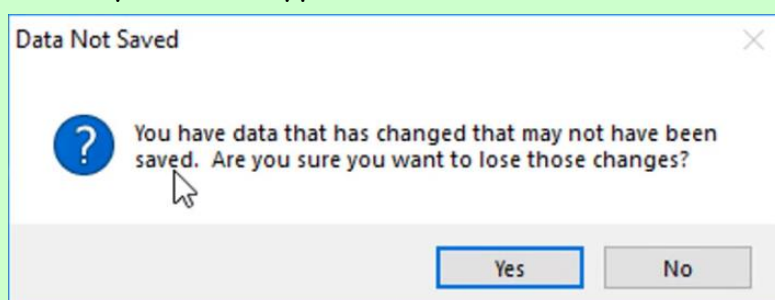 Data Not Saved
You have data that has changed that may not have been
saved. Are you sure you want to lose those changes?
Yes
No